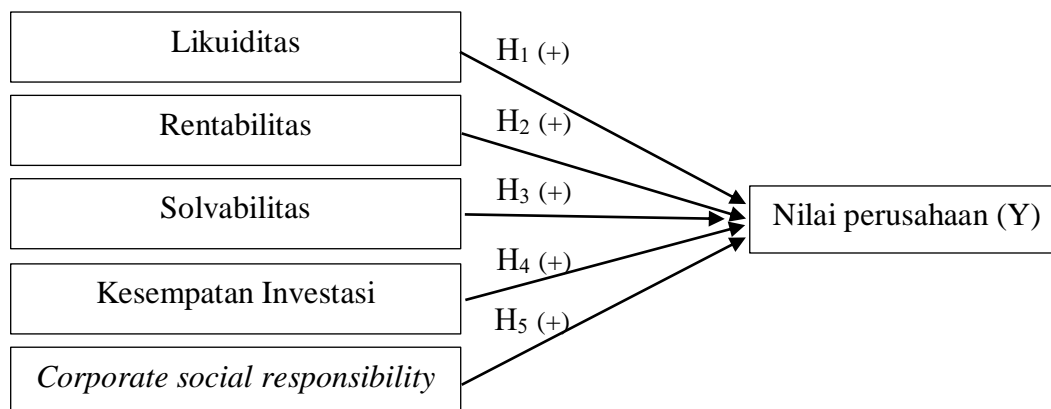 Likuiditas
H₁ (+)
Rentabilitas
H₂ (+)
Solvabilitas
H₃ (+)
Nilai perusahaan (Y)
Kesempatan Investasi
H₄ (+)
H₅ (+)
Corporate social responsibility